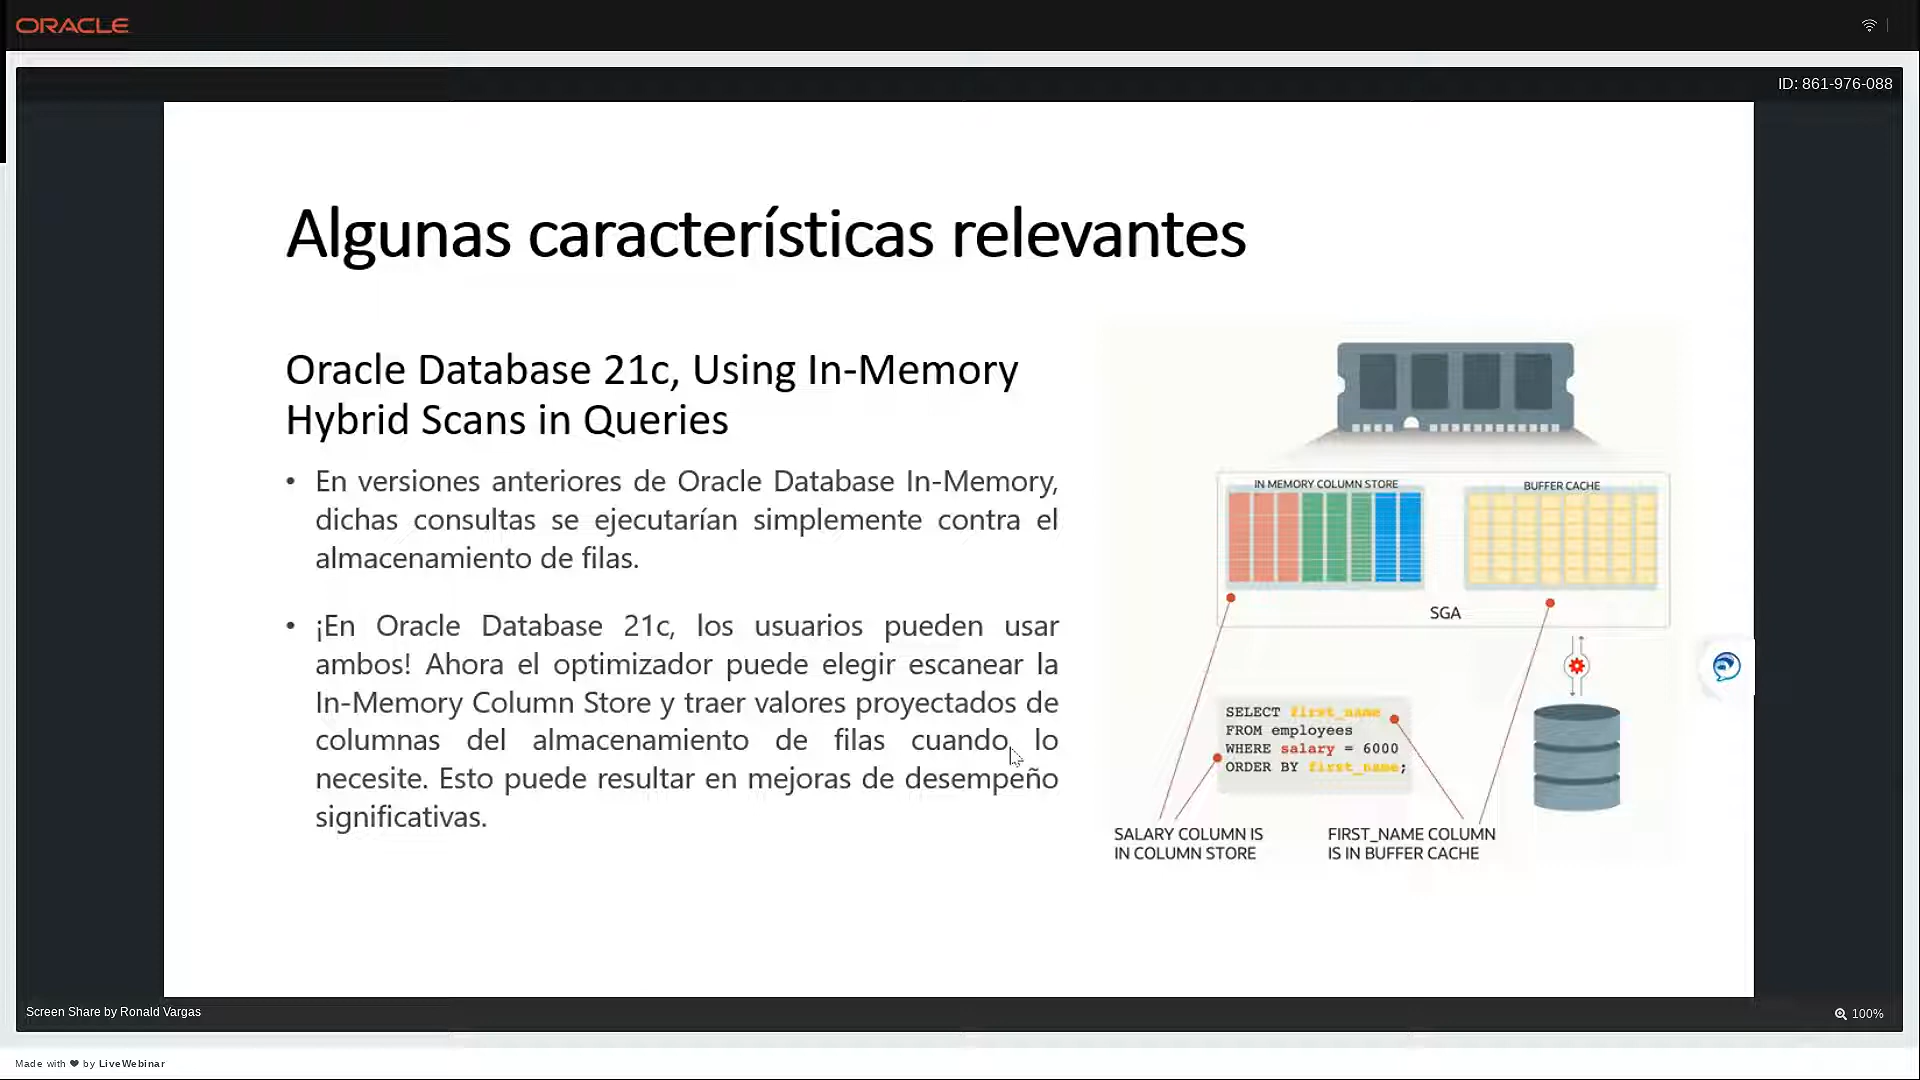 ORACLE
ID: 861-976-088
Algunas características relevantes
Oracle Database 21c, Using In-Memory
Hybrid Scans in Queries
• En versiones anteriores de Oracle Database In-Memory,
dichas consultas se ejecutarían simplemente contra el
almacenamiento de filas.
• ¡En Oracle Database 21c, los usuarios pueden usar
ambos! Ahora el optimizador puede elegir escanear la
In-Memory Column Store y traer valores proyectados de
columnas del almacenamiento de filas cuando lo
necesite. Esto puede resultar en mejoras de desempeño
significativas.
IN MEMORY COLUMN STORE
BUFFER CACHE
SGA
SELECT first_name
FROM employees
WHERE salary = 6000
ORDER BY first_name;
SALARY COLUMN IS
IN COLUMN STORE
FIRST_NAME COLUMN
IS IN BUFFER CACHE
Screen Share by Ronald Vargas
100%
Made with ❤ by LiveWebinar